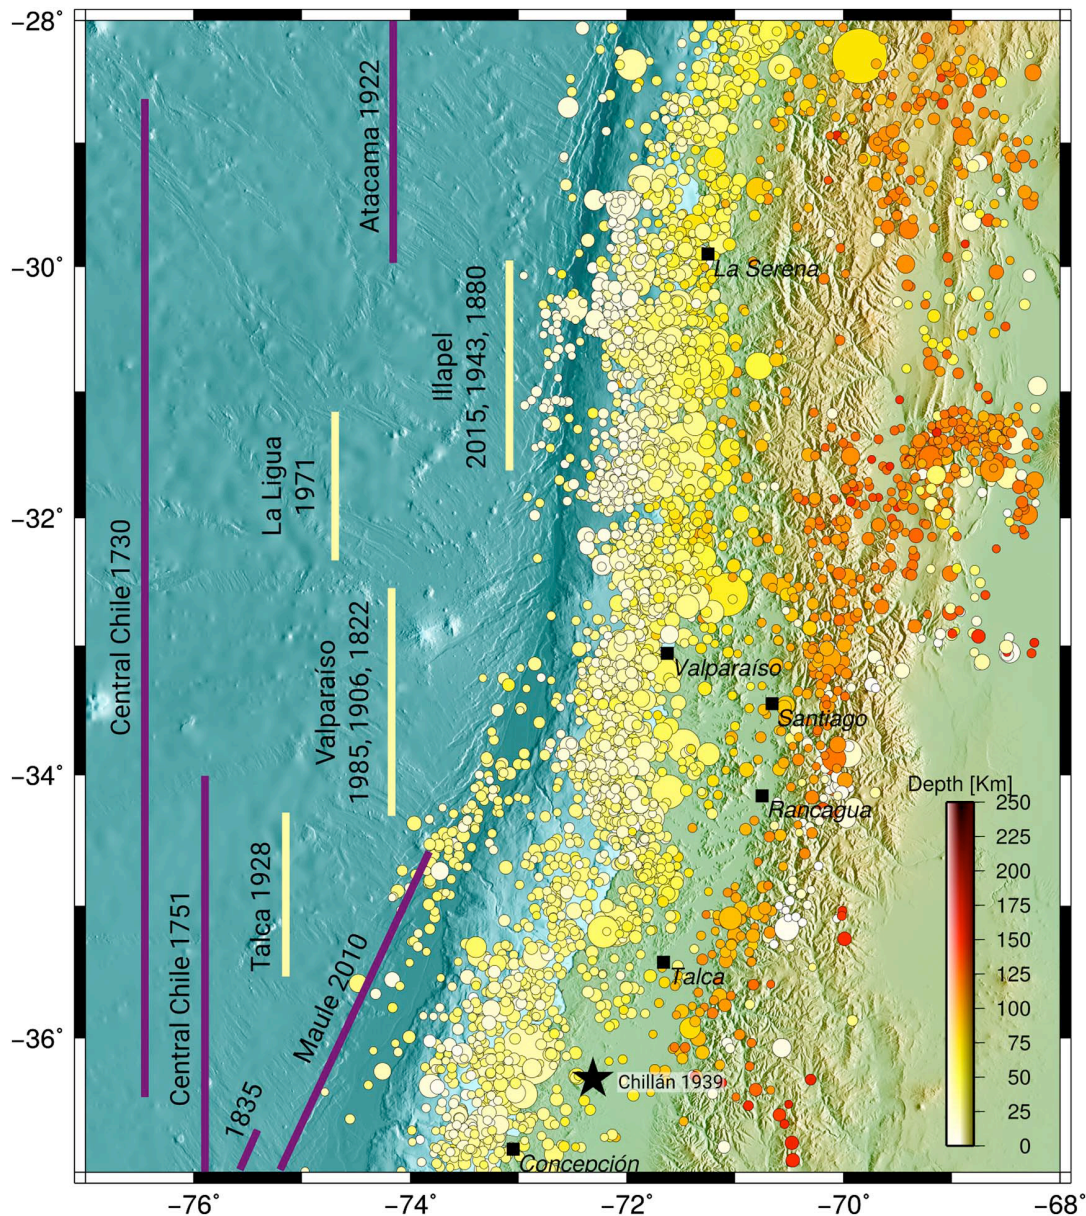 −28°
−30°
−32°
−34°
−36°
Atacama 1922
Central Chile 1730
Illapel
2015, 1943, 1880
La Ligua
1971
Valparaíso
1985, 1906, 1822
Talca 1928
Central Chile 1751
Maule 2010
1835
La Serena
Valparaíso
Santiago
Rancagua
Talca
Chillán 1939
Concepción
Depth [Km]
250
225
200
175
150
125
100
75
50
25
0
−76°
−74°
−72°
−70°
−68°